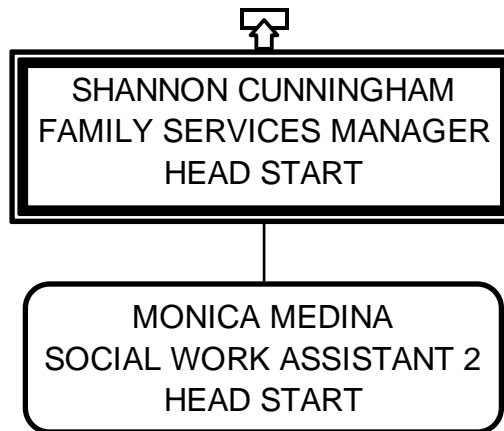 SHANNON CUNNINGHAM
FAMILY SERVICES MANAGER
HEAD START
MONICA MEDINA
SOCIAL WORK ASSISTANT 2
HEAD START